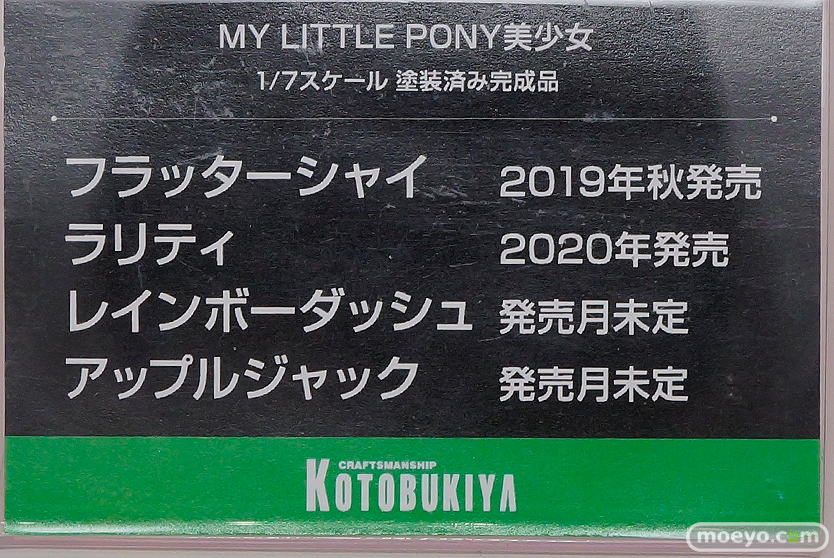 MY LITTLE PONY美少女
1/7スケール 塗装済み完成品
フラッターシャイ 2019年秋発売
ラリティ 2020年発売
レインボーダッシュ 発売月未定
アップルジャック 発売月未定
CRAFTSMANSHIP
KOTOBUKIYA
moeyo.com